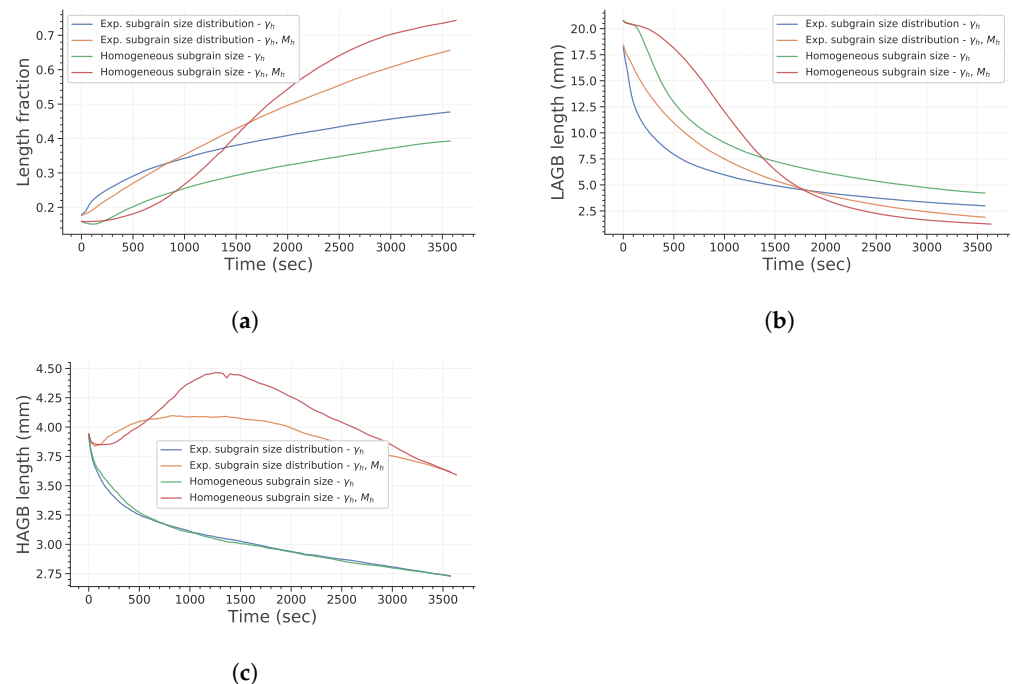 Exp. subgrain size distribution - γh
Exp. subgrain size distribution - γh, Mh
Homogeneous subgrain size - γh
Homogeneous subgrain size - γh, Mh
0.7
0.6
0.5
0.4
0.3
0.2
Length fraction
0 500 1000 1500 2000 2500 3000 3500
Time (sec)
(a)
Exp. subgrain size distribution - γh
Exp. subgrain size distribution - γh, Mh
Homogeneous subgrain size - γh
Homogeneous subgrain size - γh, Mh
20.0
17.5
15.0
12.5
10.0
7.5
5.0
2.5
LAGB length (mm)
0 500 1000 1500 2000 2500 3000 3500
Time (sec)
(b)
4.50
4.25
4.00
3.75
3.50
3.25
3.00
2.75
HAGB length (mm)
Exp. subgrain size distribution - γh
Exp. subgrain size distribution - γh, Mh
Homogeneous subgrain size - γh
Homogeneous subgrain size - γh, Mh
0 500 1000 1500 2000 2500 3000 3500
Time (sec)
(c)